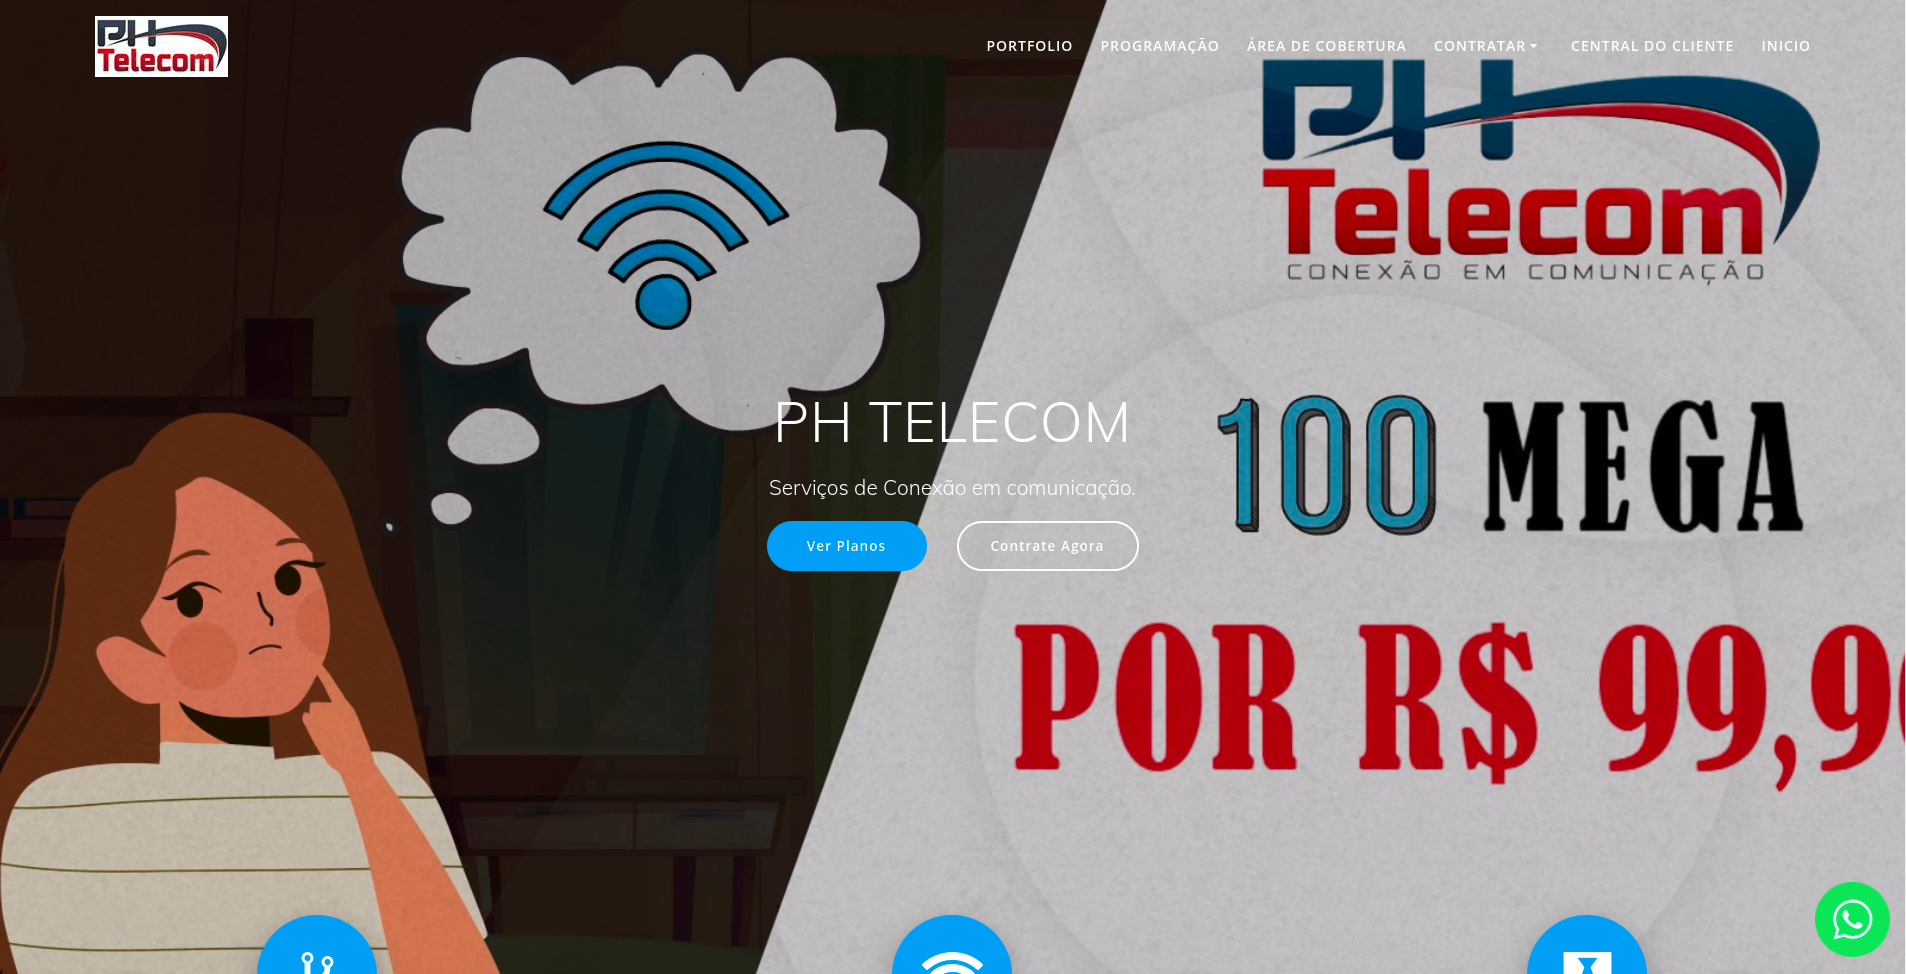 PH
Telecom
PORTFOLIO
PROGRAMAÇÃO
ÁREA DE COBERTURA
CONTRATAR
CENTRAL DO CLIENTE
INICIO
PH
Telecom
CONEXÃO EM COMUNICAÇÃO
PH TELECOM
Serviços de Conexão em comunicação.
Ver Planos
Contrate Agora
100 MEGA
POR R$ 99,9